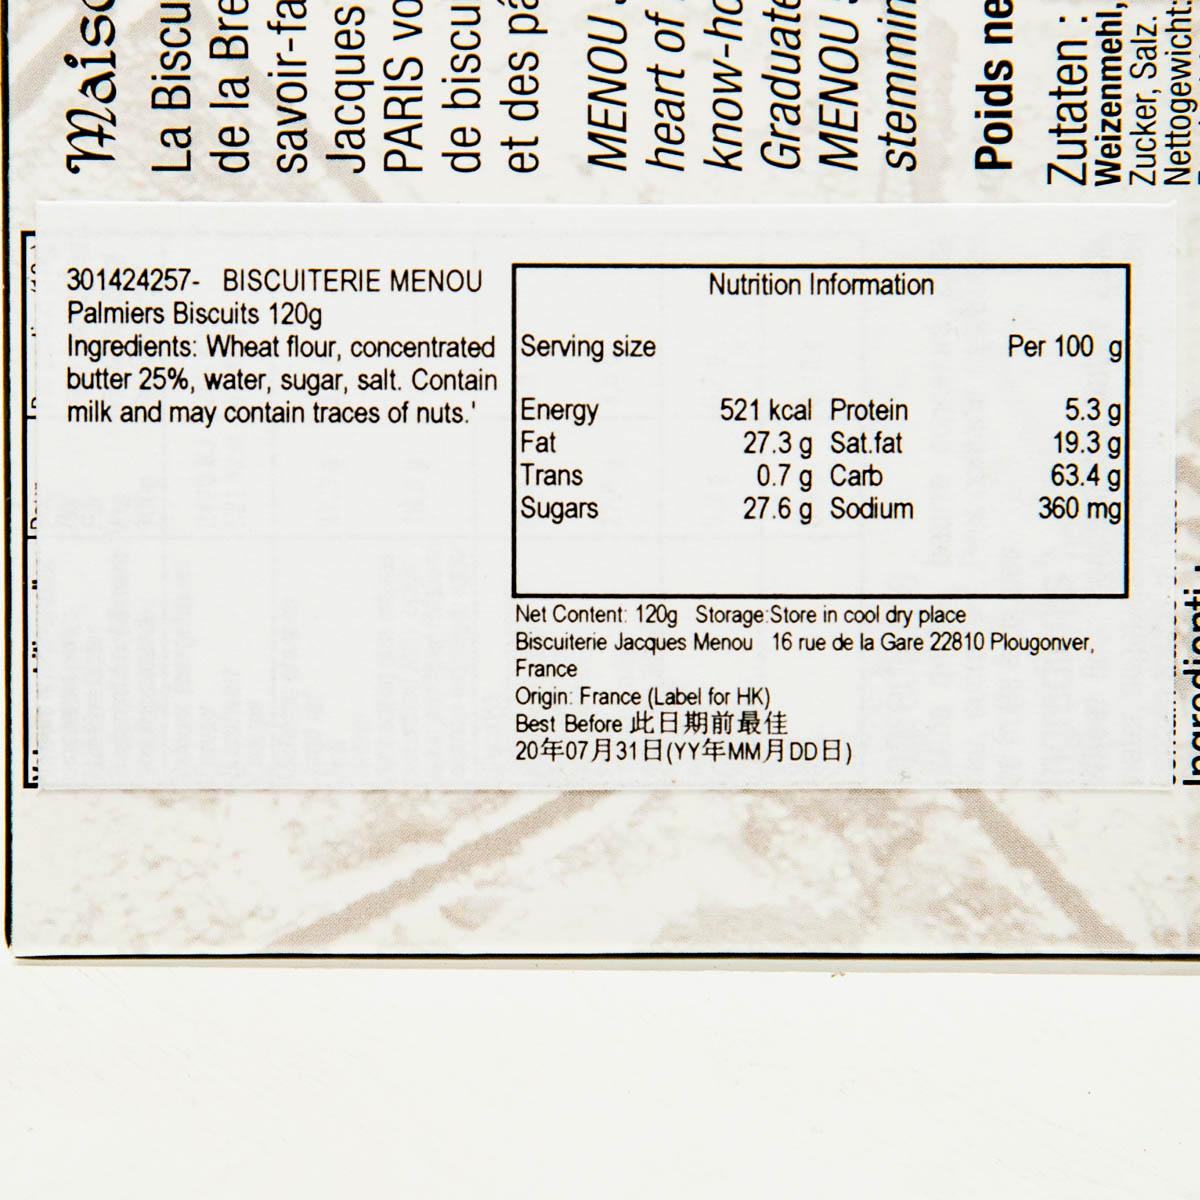 Mais
La Biscu
de la Bre
savoir-fa
Jacques
PARIS vo
de biscui
et des pâ
MENOU
heart of
know-ho
Graduate
MENOU
stemmin
Poids ne
Zutaten :
Weizenmehl,
Zucker, Salz.
Nettogewicht:
301424257- BISCUITERIE MENOU
Palmiers Biscuits 120g
Ingredients: Wheat flour, concentrated
butter 25%, water, sugar, salt. Contain
milk and may contain traces of nuts.'
Nutrition Information
Serving size Per 100 g
Energy 521 kcal Protein 5.3 g
Fat 27.3 g Sat.fat 19.3 g
Trans 0.7 g Carb 63.4 g
Sugars 27.6 g Sodium 360 mg
Net Content: 120g Storage:Store in cool dry place
Biscuiterie Jacques Menou 16 rue de la Gare 22810 Plougonver,
France
Origin: France (Label for HK)
Best Before 此日期前最佳
20年07月31日(YY年MM月DD日)